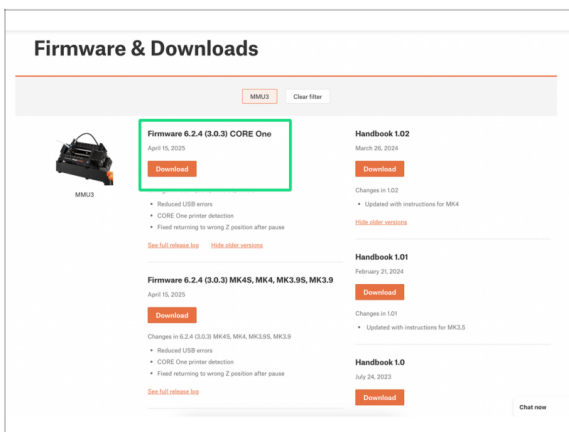 Firmware & Downloads
MMU3
Clear filter
MMU3
Firmware 6.2.4 (3.0.3) CORE One
April 15, 2025
Download
Reduced USB errors
CORE One printer detection
Fixed returning to wrong Z position after pause
See full release log
Hide older versions
Firmware 6.2.4 (3.0.3) MK4S, MK4, MK3.9S, MK3.9
April 15, 2025
Download
Changes in 6.2.4 (3.0.3) MK4S, MK4, MK3.9S, MK3.9
Reduced USB errors
CORE One printer detection
Fixed returning to wrong Z position after pause
See full release log
Handbook 1.02
March 26, 2024
Download
Changes in 1.02
Updated with instructions for MK4
Hide older versions
Handbook 1.01
February 21, 2024
Download
Changes in 1.01
Updated with instructions for MK3.5
Handbook 1.0
July 24, 2023
Download
Chat now